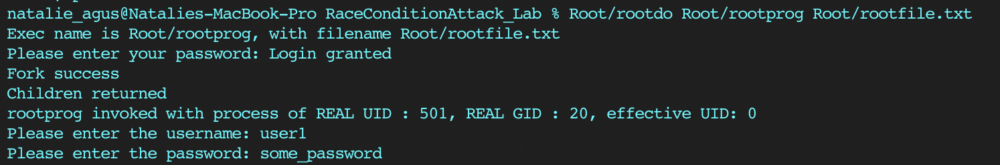 natalie_agus@Natalies-MacBook-Pro RaceConditionAttack_Lab % Root/rootdo Root/rootprog Root/rootfile.txt
Exec name is Root/rootprog, with filename Root/rootfile.txt
Please enter your password: Login granted
Fork success
Children returned
rootprog invoked with process of REAL UID : 501, REAL GID : 20, effective UID: 0
Please enter the username: user1
Please enter the password: some_password